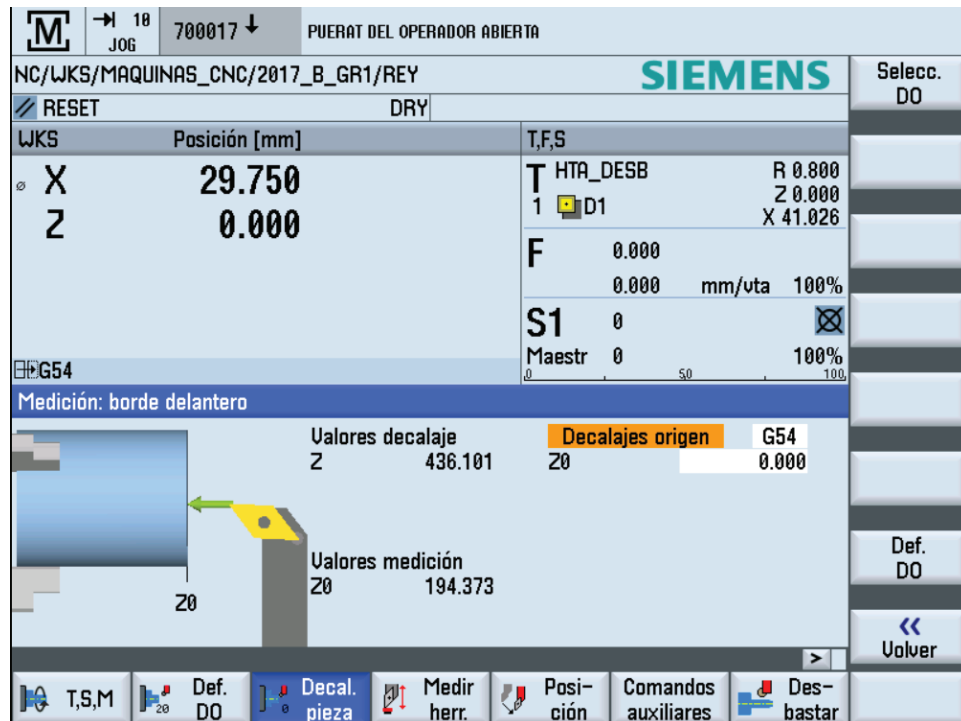 M 10 JOG 700017 PUERAT DEL OPERADOR ABIERTA
NC/WKS/MAQUINAS_CNC/2017_B_GR1/REY SIEMENS
RESET DRY
WKS Posición [mm]
ø X 29.750
Z 0.000
G54
T,F,S
T HTA_DESB R 0.800
Z 0.000
1 D1 X 41.026
F 0.000
0.000 mm/vta 100%
S1 0
Maestr 0 100%
0 50 100
Medición: borde delantero
Valores decalaje Decalajes origen G54
Z 436.101 Z0 0.000
Valores medición
Z0 194.373
Z0
Selecc.
DO
Def.
DO
«
Volver
>
T,S,M
Def.
DO
Z0
Decal.
pieza
0
Medir
herr.
Posi-
ción
Comandos
auxiliares
Des-
bastar